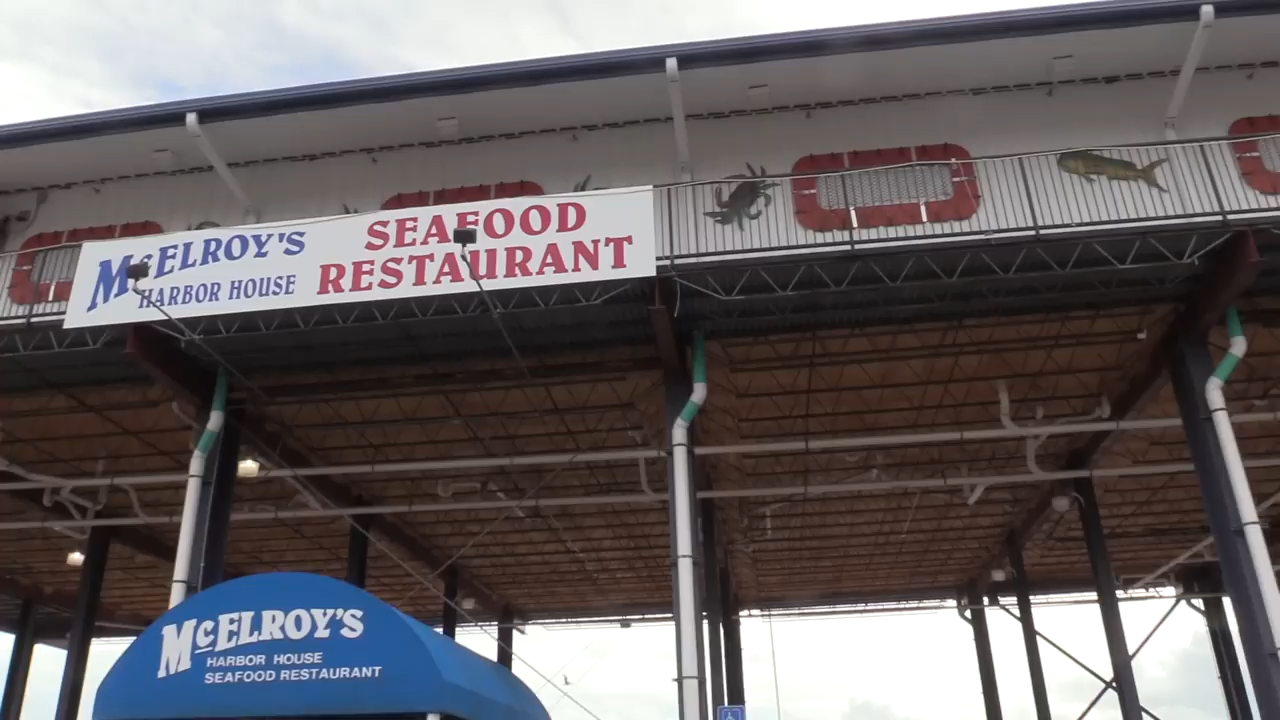 McELROY'S
HARBOR HOUSE
SEAFOOD
RESTAURANT
McELROY'S
HARBOR HOUSE
SEAFOOD RESTAURANT